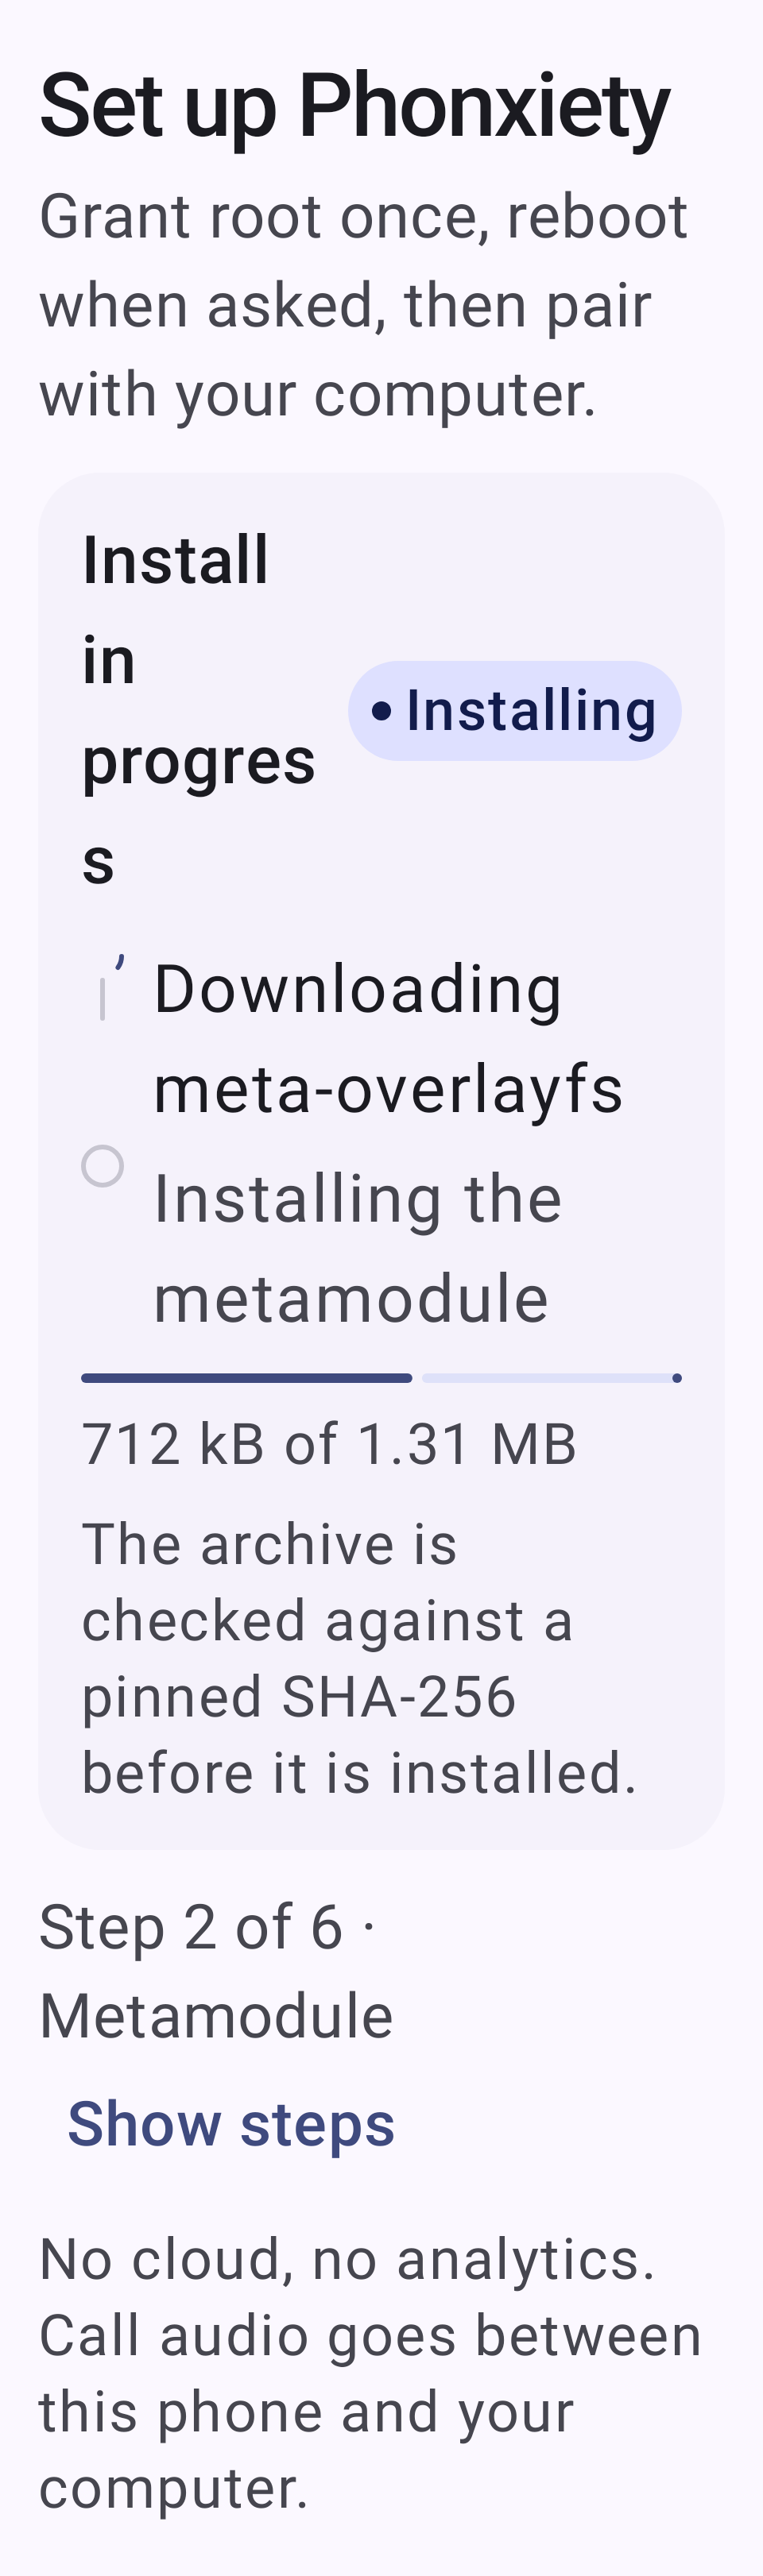 Set up Phonxiety
Grant root once, reboot
when asked, then pair
with your computer.
Install
in
progres
s
• Installing
Downloading
meta-overlayfs
Installing the
metamodule
712 kB of 1.31 MB
The archive is
checked against a
pinned SHA-256
before it is installed.
Step 2 of 6 ·
Metamodule
Show steps
No cloud, no analytics.
Call audio goes between
this phone and your
computer.